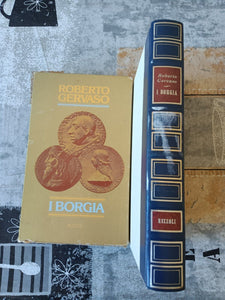 ROBERTO
GERVASO
I BORGIA
Roberto
Gervaso
I BORGIA
RIZZOLI